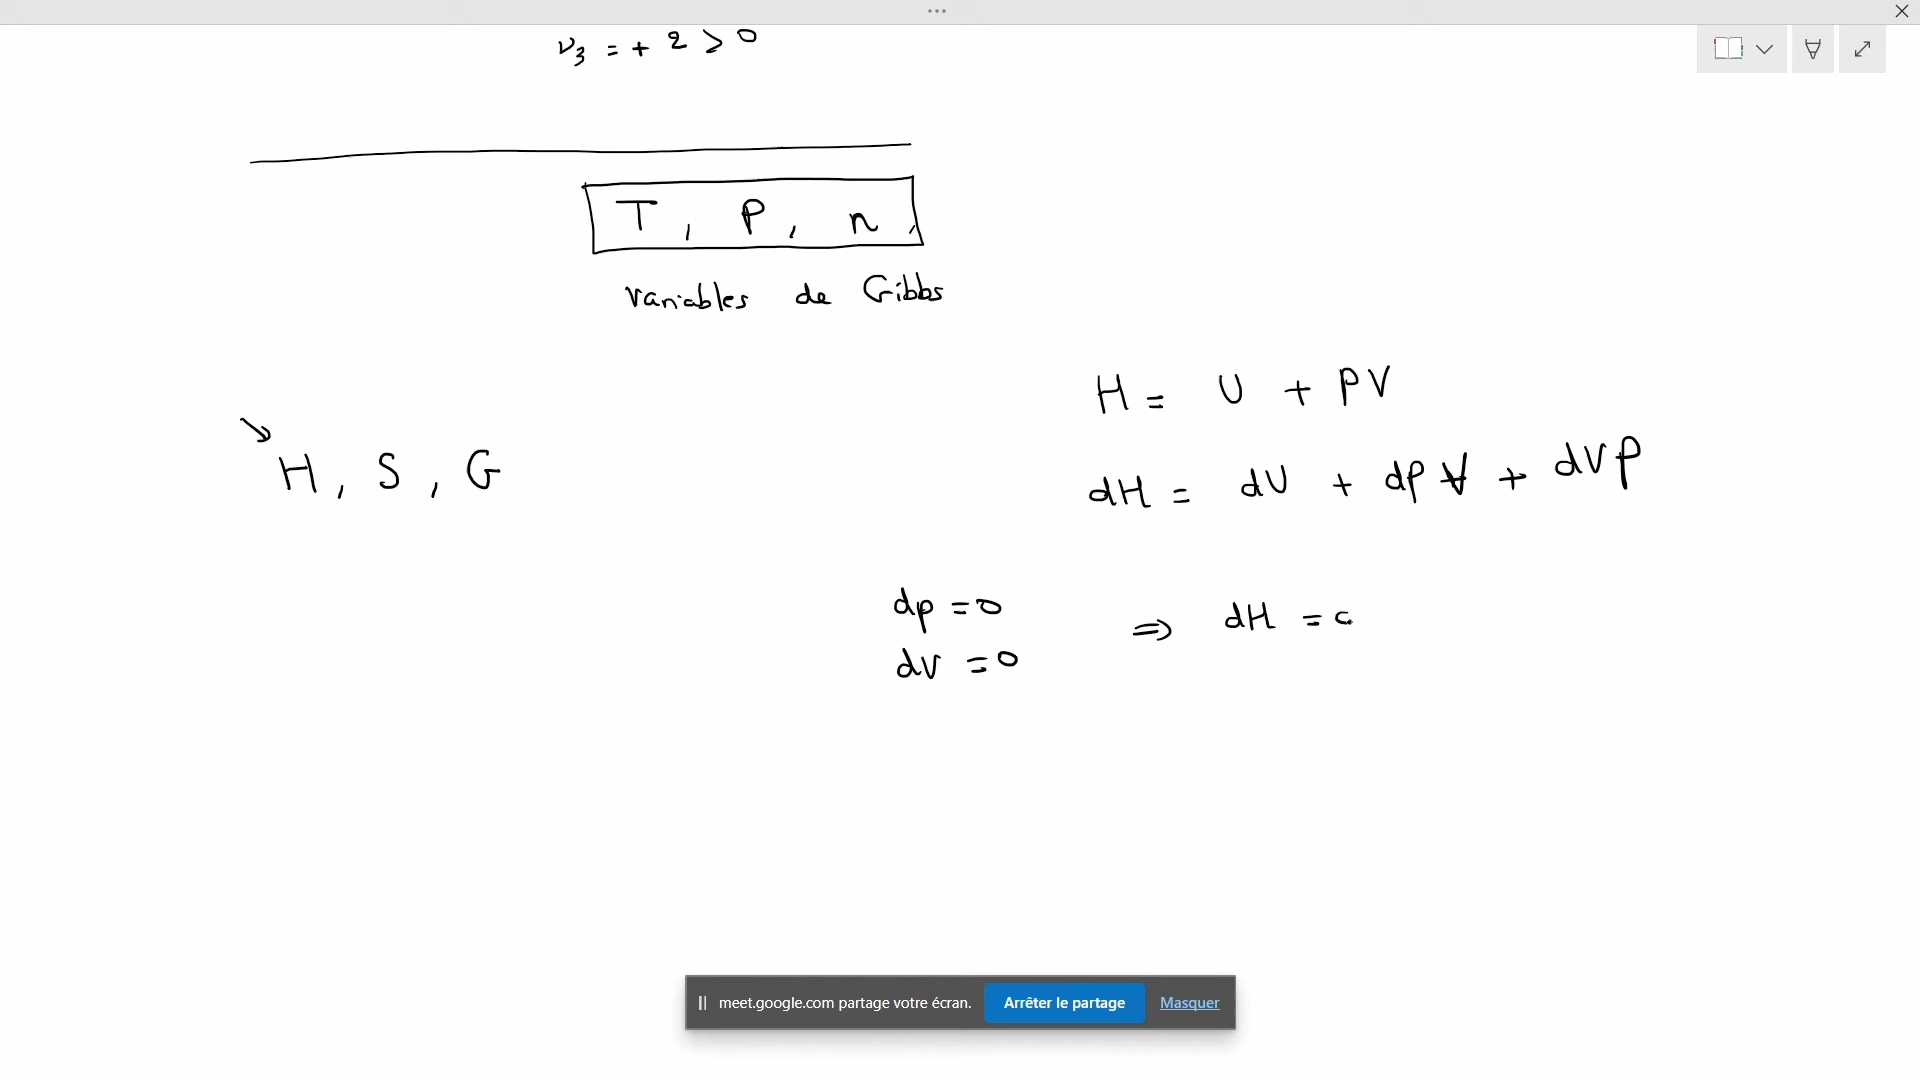 ν₃ = + 2 > 0
T, P, n,
variables de Gibbs
H = U + PV
H, S, G
dH = dU + dp V + dV P
dp = 0
dv = 0
⇒ dH = c
meet.google.com partage votre écran. Arrêter le partage Masquer